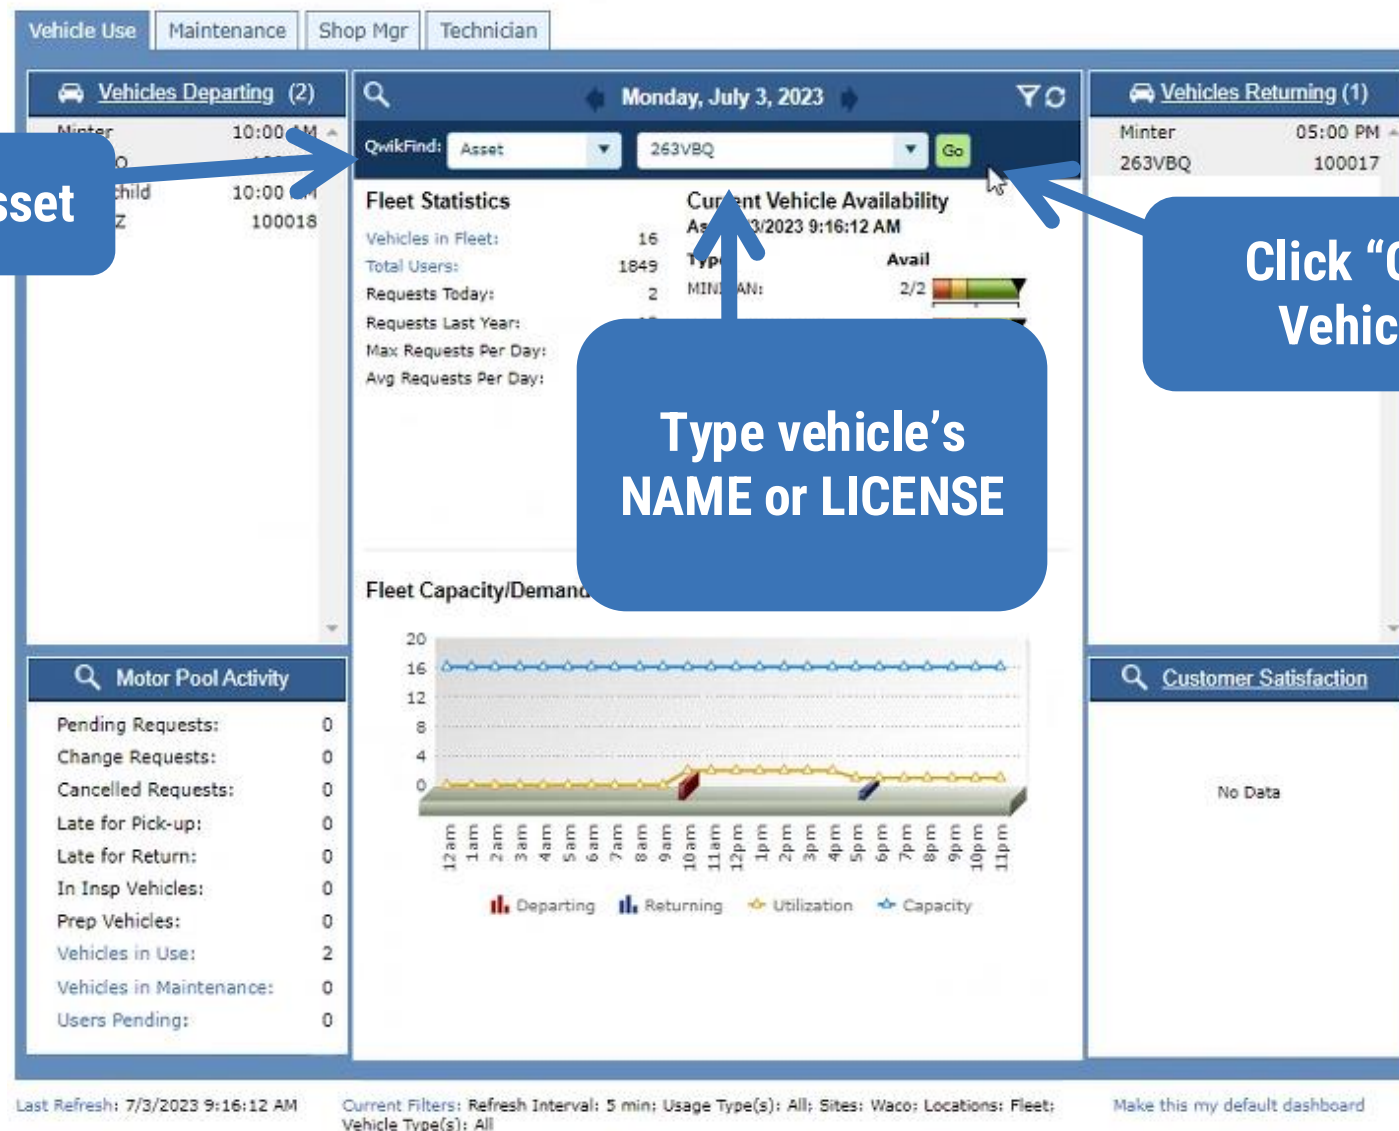 Vehicle Use
Maintenance
Shop Mgr
Technician
Vehicles Departing (2)
Minter 10:00 AM
10:00
100018
Monday, July 3, 2023
QwikFind: Asset 263VBQ Go
Fleet Statistics
Vehicles in Fleet: 16
Total Users: 1849
Requests Today: 2
Requests Last Year:
Max Requests Per Day:
Avg Requests Per Day:
Current Vehicle Availability
3/2023 9:16:12 AM
Avail
2/2
Vehicles Returning (1)
Minter 05:00 PM
263VBQ 100017
Type vehicle's
NAME or LICENSE
Click
Fleet Capacity/Demand
20
16
12
8
4
0
12am
1am
2am
3am
4am
5am
6am
7am
8am
9am
10am
11am
12pm
1pm
2pm
3pm
4pm
5pm
6pm
7pm
8pm
9pm
10pm
11pm
Departing Returning Utilization Capacity
Motor Pool Activity
Pending Requests: 0
Change Requests: 0
Cancelled Requests: 0
Late for Pick-up: 0
Late for Return: 0
In Insp Vehicles: 0
Prep Vehicles: 0
Vehicles in Use: 2
Vehicles in Maintenance: 0
Users Pending: 0
Customer Satisfaction
No Data
Last Refresh: 7/3/2023 9:16:12 AM
Current Filters: Refresh Interval: 5 min; Usage Type(s): All; Sites: Waco; Locations: Fleet;
Vehicle Type(s): All
Make this my default dashboard